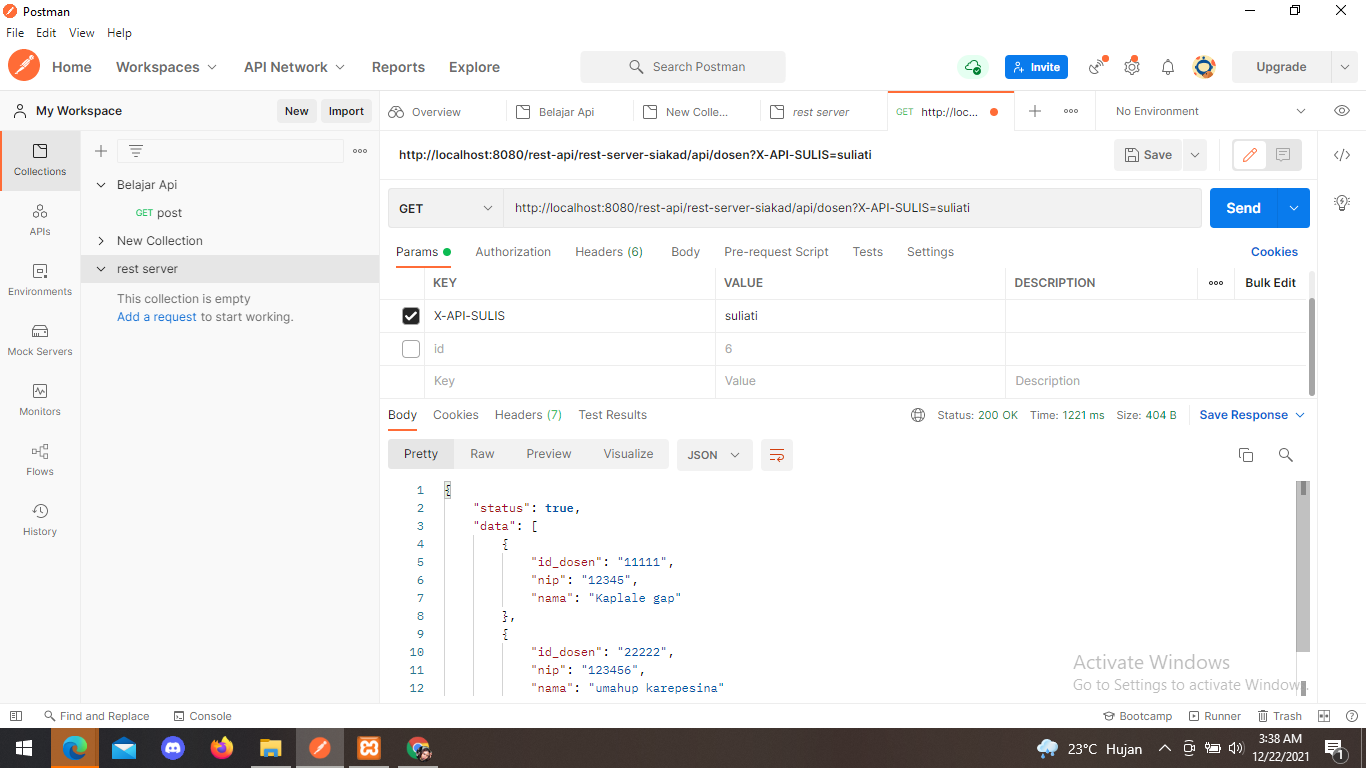 Postman
File Edit View Help
Home Workspaces API Network Reports Explore Search Postman Invite Upgrade
My Workspace New Import Overview Belajar Api New Colle... rest server GET http://loc... No Environment
Collections
APIs
Environments
Mock Servers
Monitors
Flows
History
Belajar Api
GET post
New Collection
rest server
This collection is empty
Add a request to start working.
http://localhost:8080/rest-api/rest-server-siakad/api/dosen?X-API-SULIS=suliati Save
GET http://localhost:8080/rest-api/rest-server-siakad/api/dosen?X-API-SULIS=suliati Send
Params Authorization Headers (6) Body Pre-request Script Tests Settings Cookies
KEY VALUE DESCRIPTION Bulk Edit
X-API-SULIS suliati
id 6
Key Value Description
Body Cookies Headers (7) Test Results Status: 200 OK Time: 1221 ms Size: 404 B Save Response
Pretty Raw Preview Visualize JSON
1 {
2 "status": true,
3 "data": [
4 {
5 "id_dosen": "11111",
6 "nip": "12345",
7 "nama": "Kaplale gap"
8 },
9 {
10 "id_dosen": "22222",
11 "nip": "123456",
12 "nama": "umahup karepesina"
Activate Windows
Go to Settings to activate Windows.
Find and Replace Console Bootcamp Runner Trash
23°C Hujan 3:38 AM
12/22/2021
1